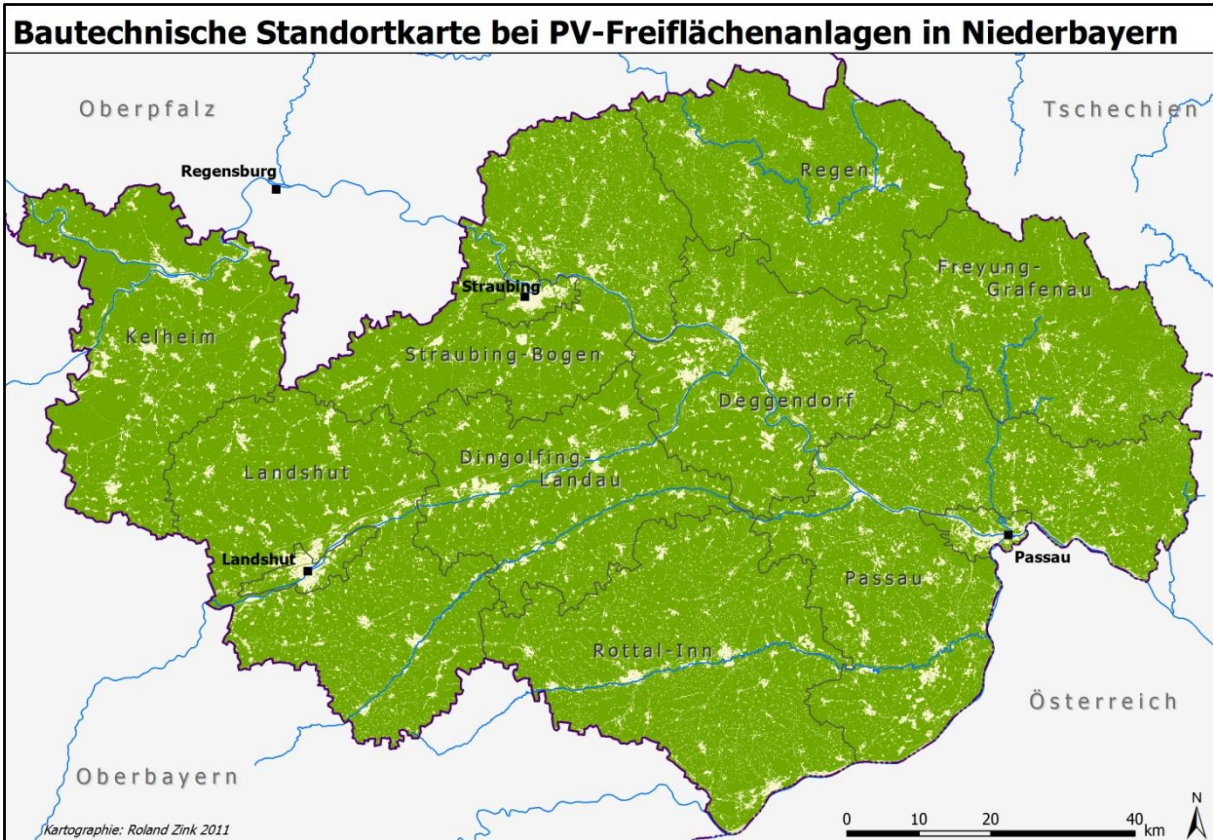 Bautechnische Standortkarte bei PV-Freiflächenanlagen in Niederbayern
Oberpfalz
Tschechien
Regensburg
Regen
Freyung-
Grafenau
Straubing
Kelheim
Straubing-Bogen
Deggendorf
Landshut
Dingolfing-
Landau
Landshut
Passau
Passau
Rottal-Inn
Österreich
Oberbayern
Kartographie: Roland Zink 2011
0 10 20 40 km
N